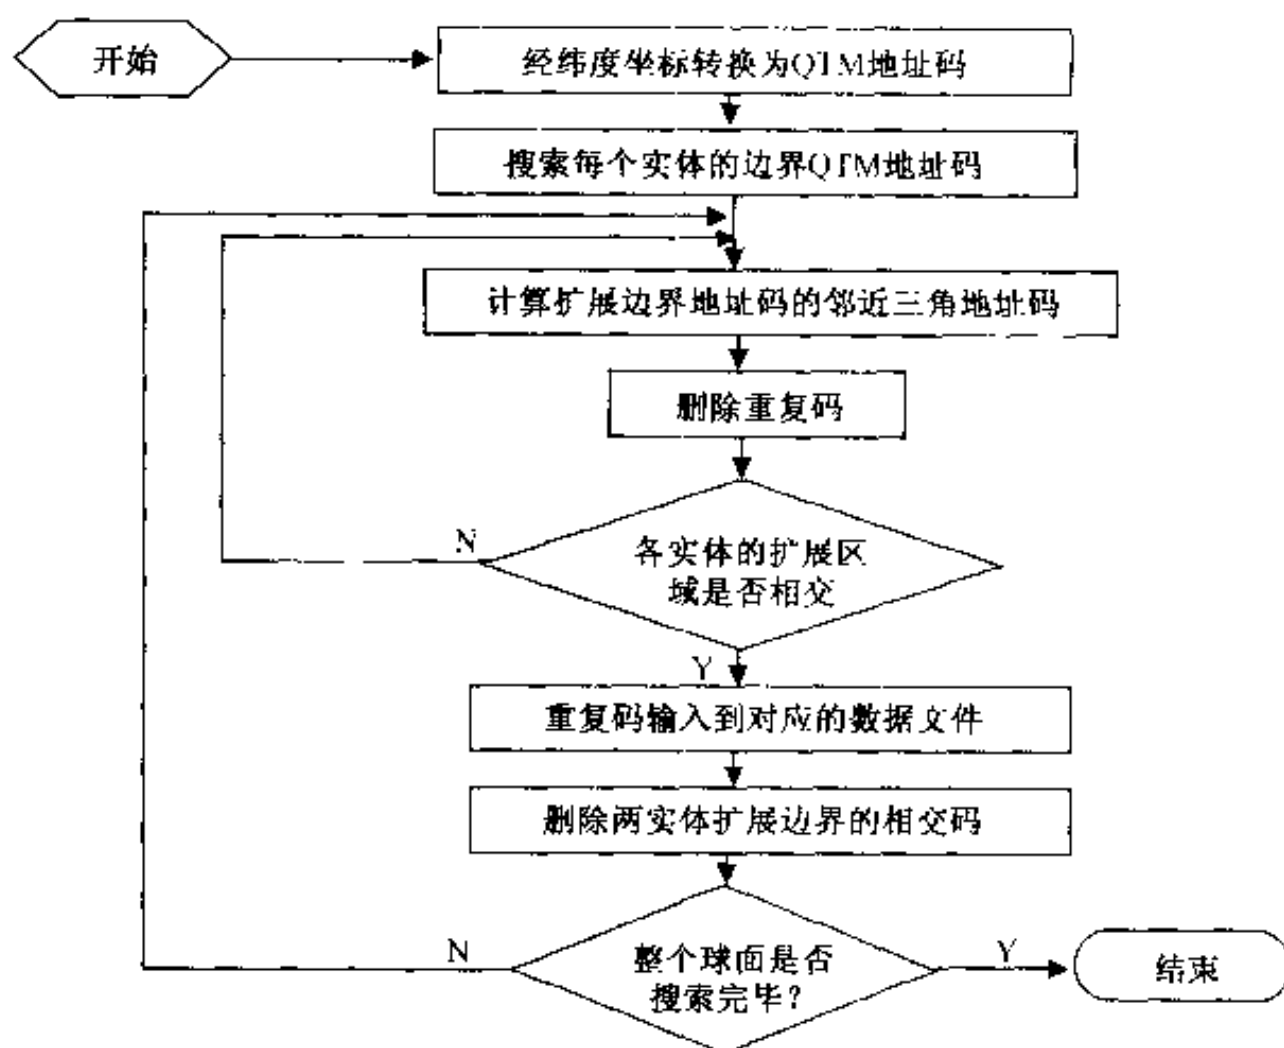 开始
经纬度坐标转换为QTM地址码
搜索每个实体的边界QTM地址码
计算扩展边界地址码的邻近三角地址码
删除重复码
N
各实体的扩展区
域是否相交
Y
重复码输入到对应的数据文件
删除两实体扩展边界的相交码
N
整个球面是否
搜索完毕?
Y
结束